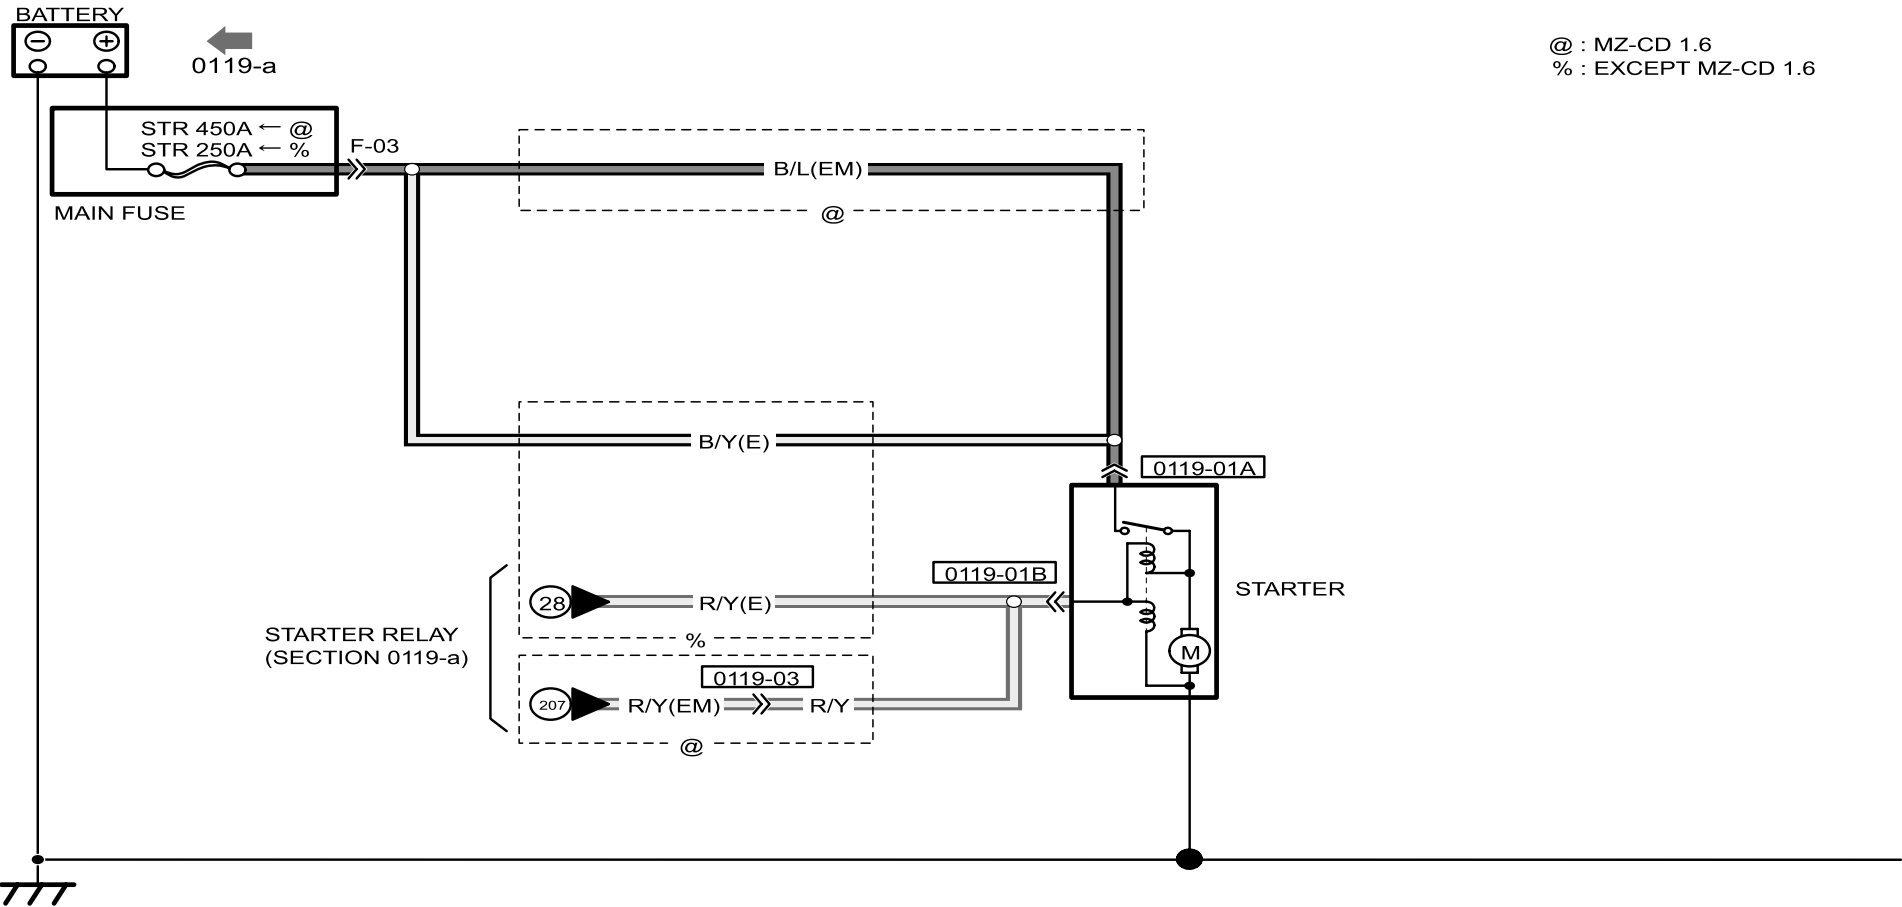 BATTERY
− +
0119-a
@ : MZ-CD 1.6
% : EXCEPT MZ-CD 1.6
STR 450A ← @
STR 250A ← %
F-03
MAIN FUSE
B/L(EM)
@
B/Y(E)
0119-01A
0119-01B
STARTER
28
R/Y(E)
%
STARTER RELAY
(SECTION 0119-a)
M
0119-03
207
R/Y(EM)
R/Y
@